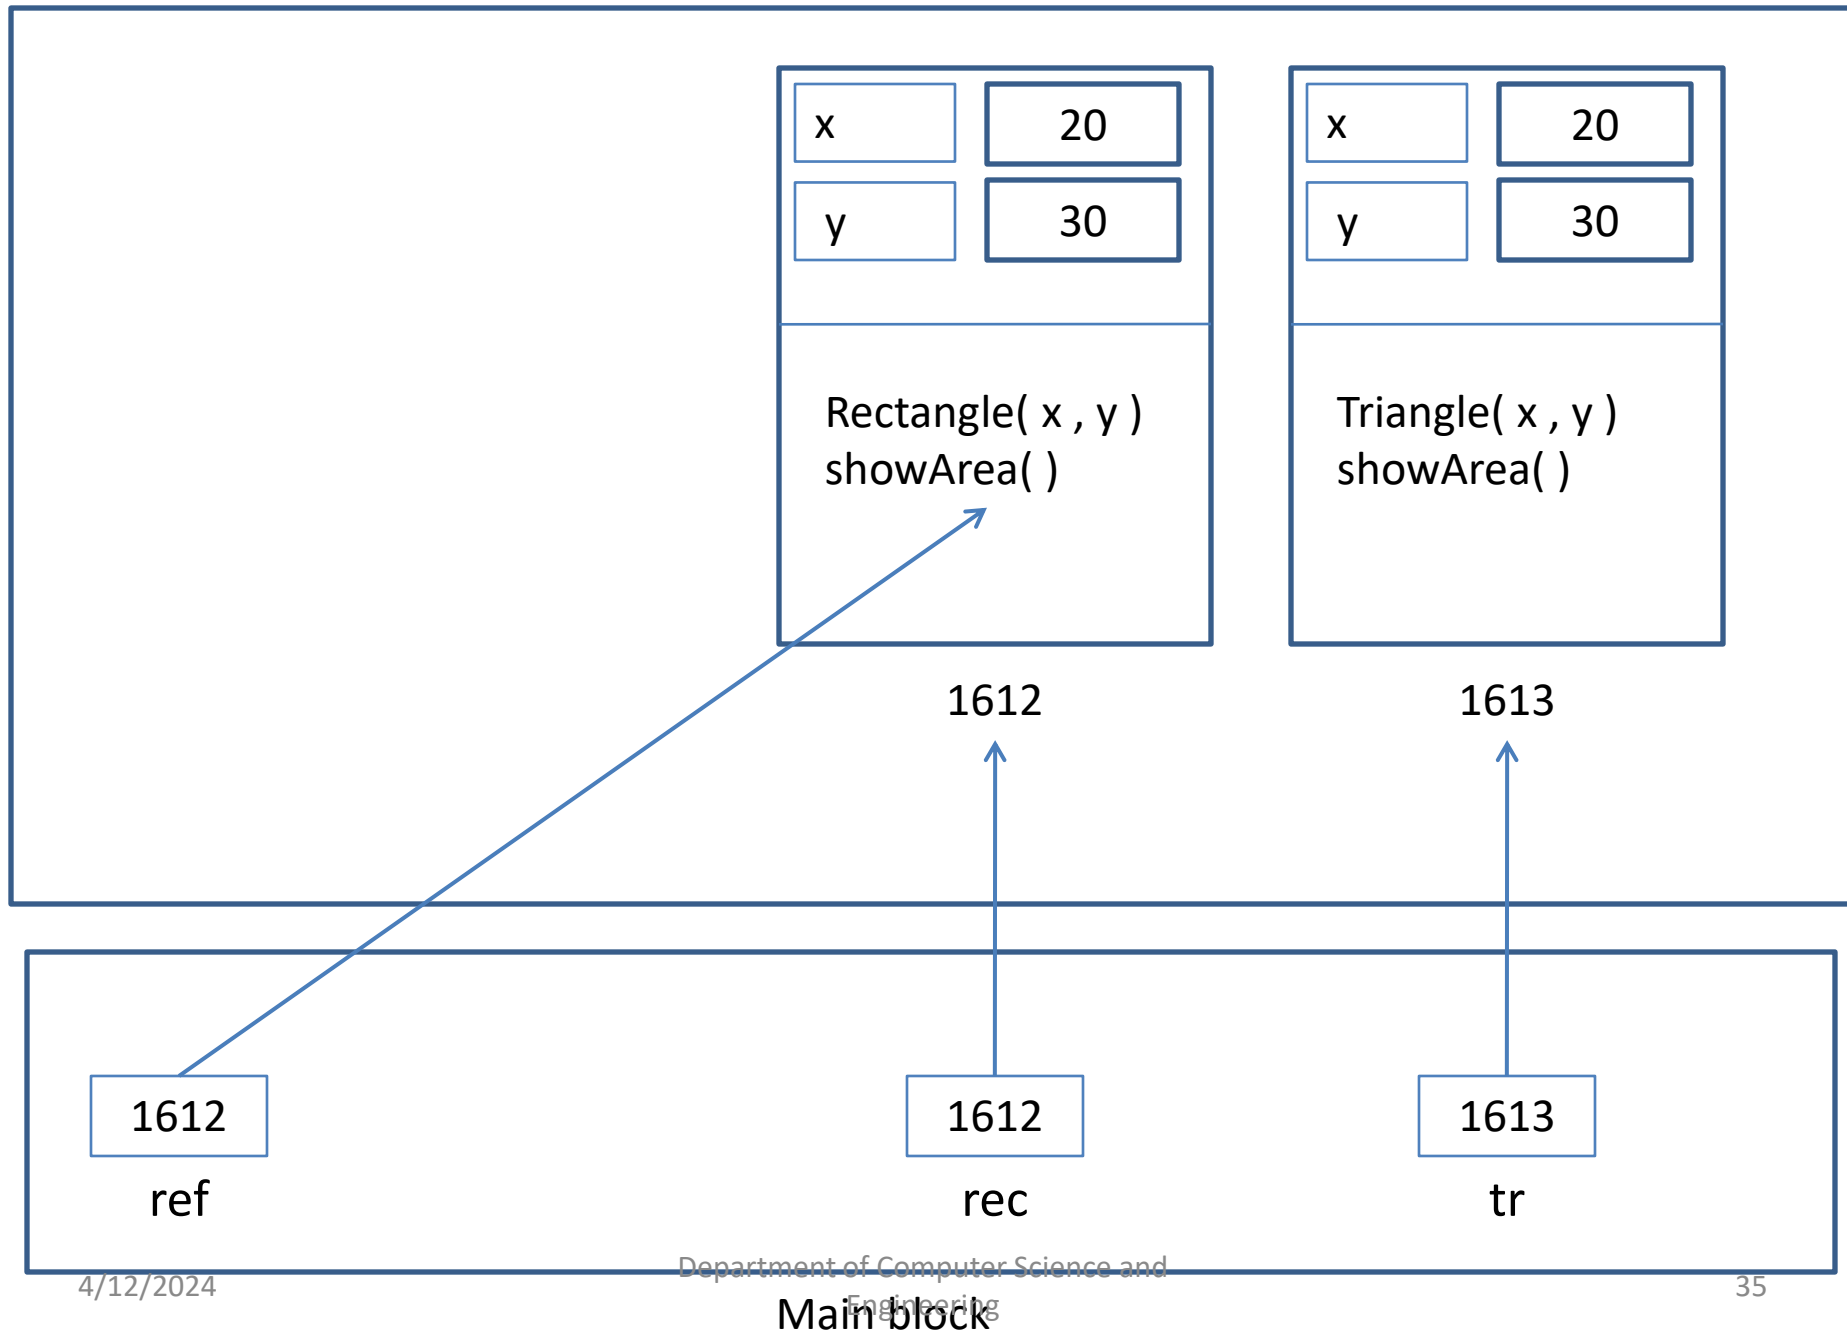 x 20 x 20
y 30 y 30
Rectangle( x , y ) Triangle( x , y )
showArea( ) showArea( )
1612 1613
1612 1612 1613
ref rec tr
4/12/2024 Department of Computer Science and 35
Engineering
Main block